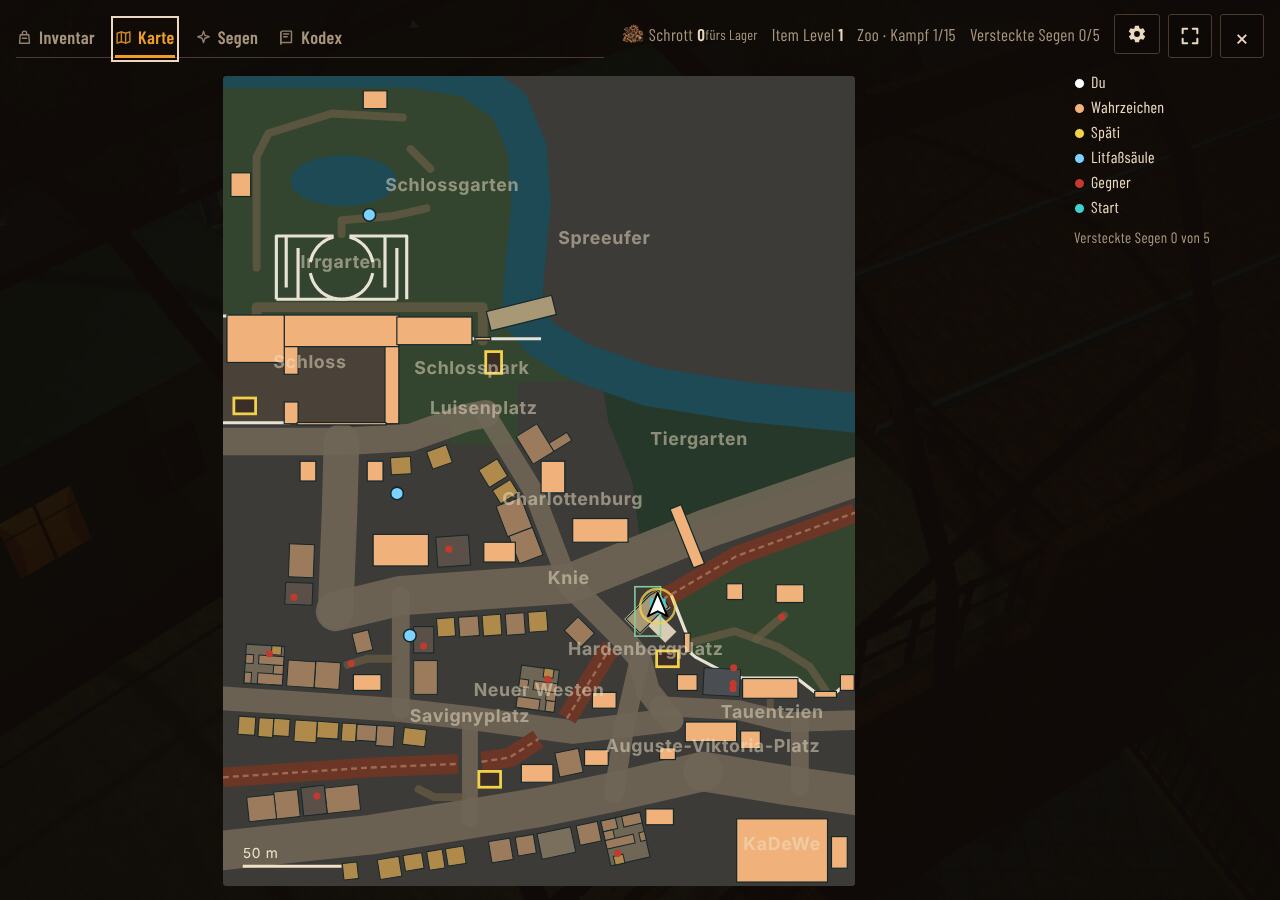 Inventar
Karte
Segen
Kodex
Schrott 0 fürs Lager
Item Level 1
Zoo · Kampf 1/15
Versteckte Segen 0/5
Du
Wahrzeichen
Späti
Litfaßsäule
Gegner
Start
Versteckte Segen 0 von 5
Schlossgarten
Spreeufer
Irrgarten
Schloss
Schlosspark
Luisenplatz
Tiergarten
Charlottenburg
Knie
Hardenbergplatz
Neuer Westen
Savignyplatz
Tauentzien
Auguste-Viktoria-Platz
KaDeWe
50 m